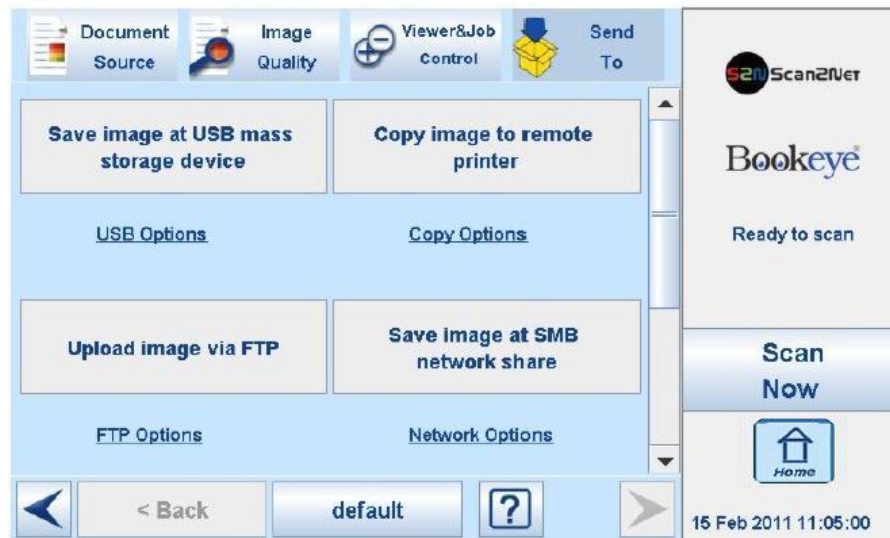 Document
Source
Image
Quality
Viewer&Job
Control
Send
To
Save image at USB mass
storage device
Copy image to remote
printer
USB Options
Copy Options
Upload image via FTP
Save image at SMB
network share
FTP Options
Network Options
< Back
default
?
S2N Scan2Net
Bookeye
Ready to scan
Scan
Now
Home
15 Feb 2011 11:05:00